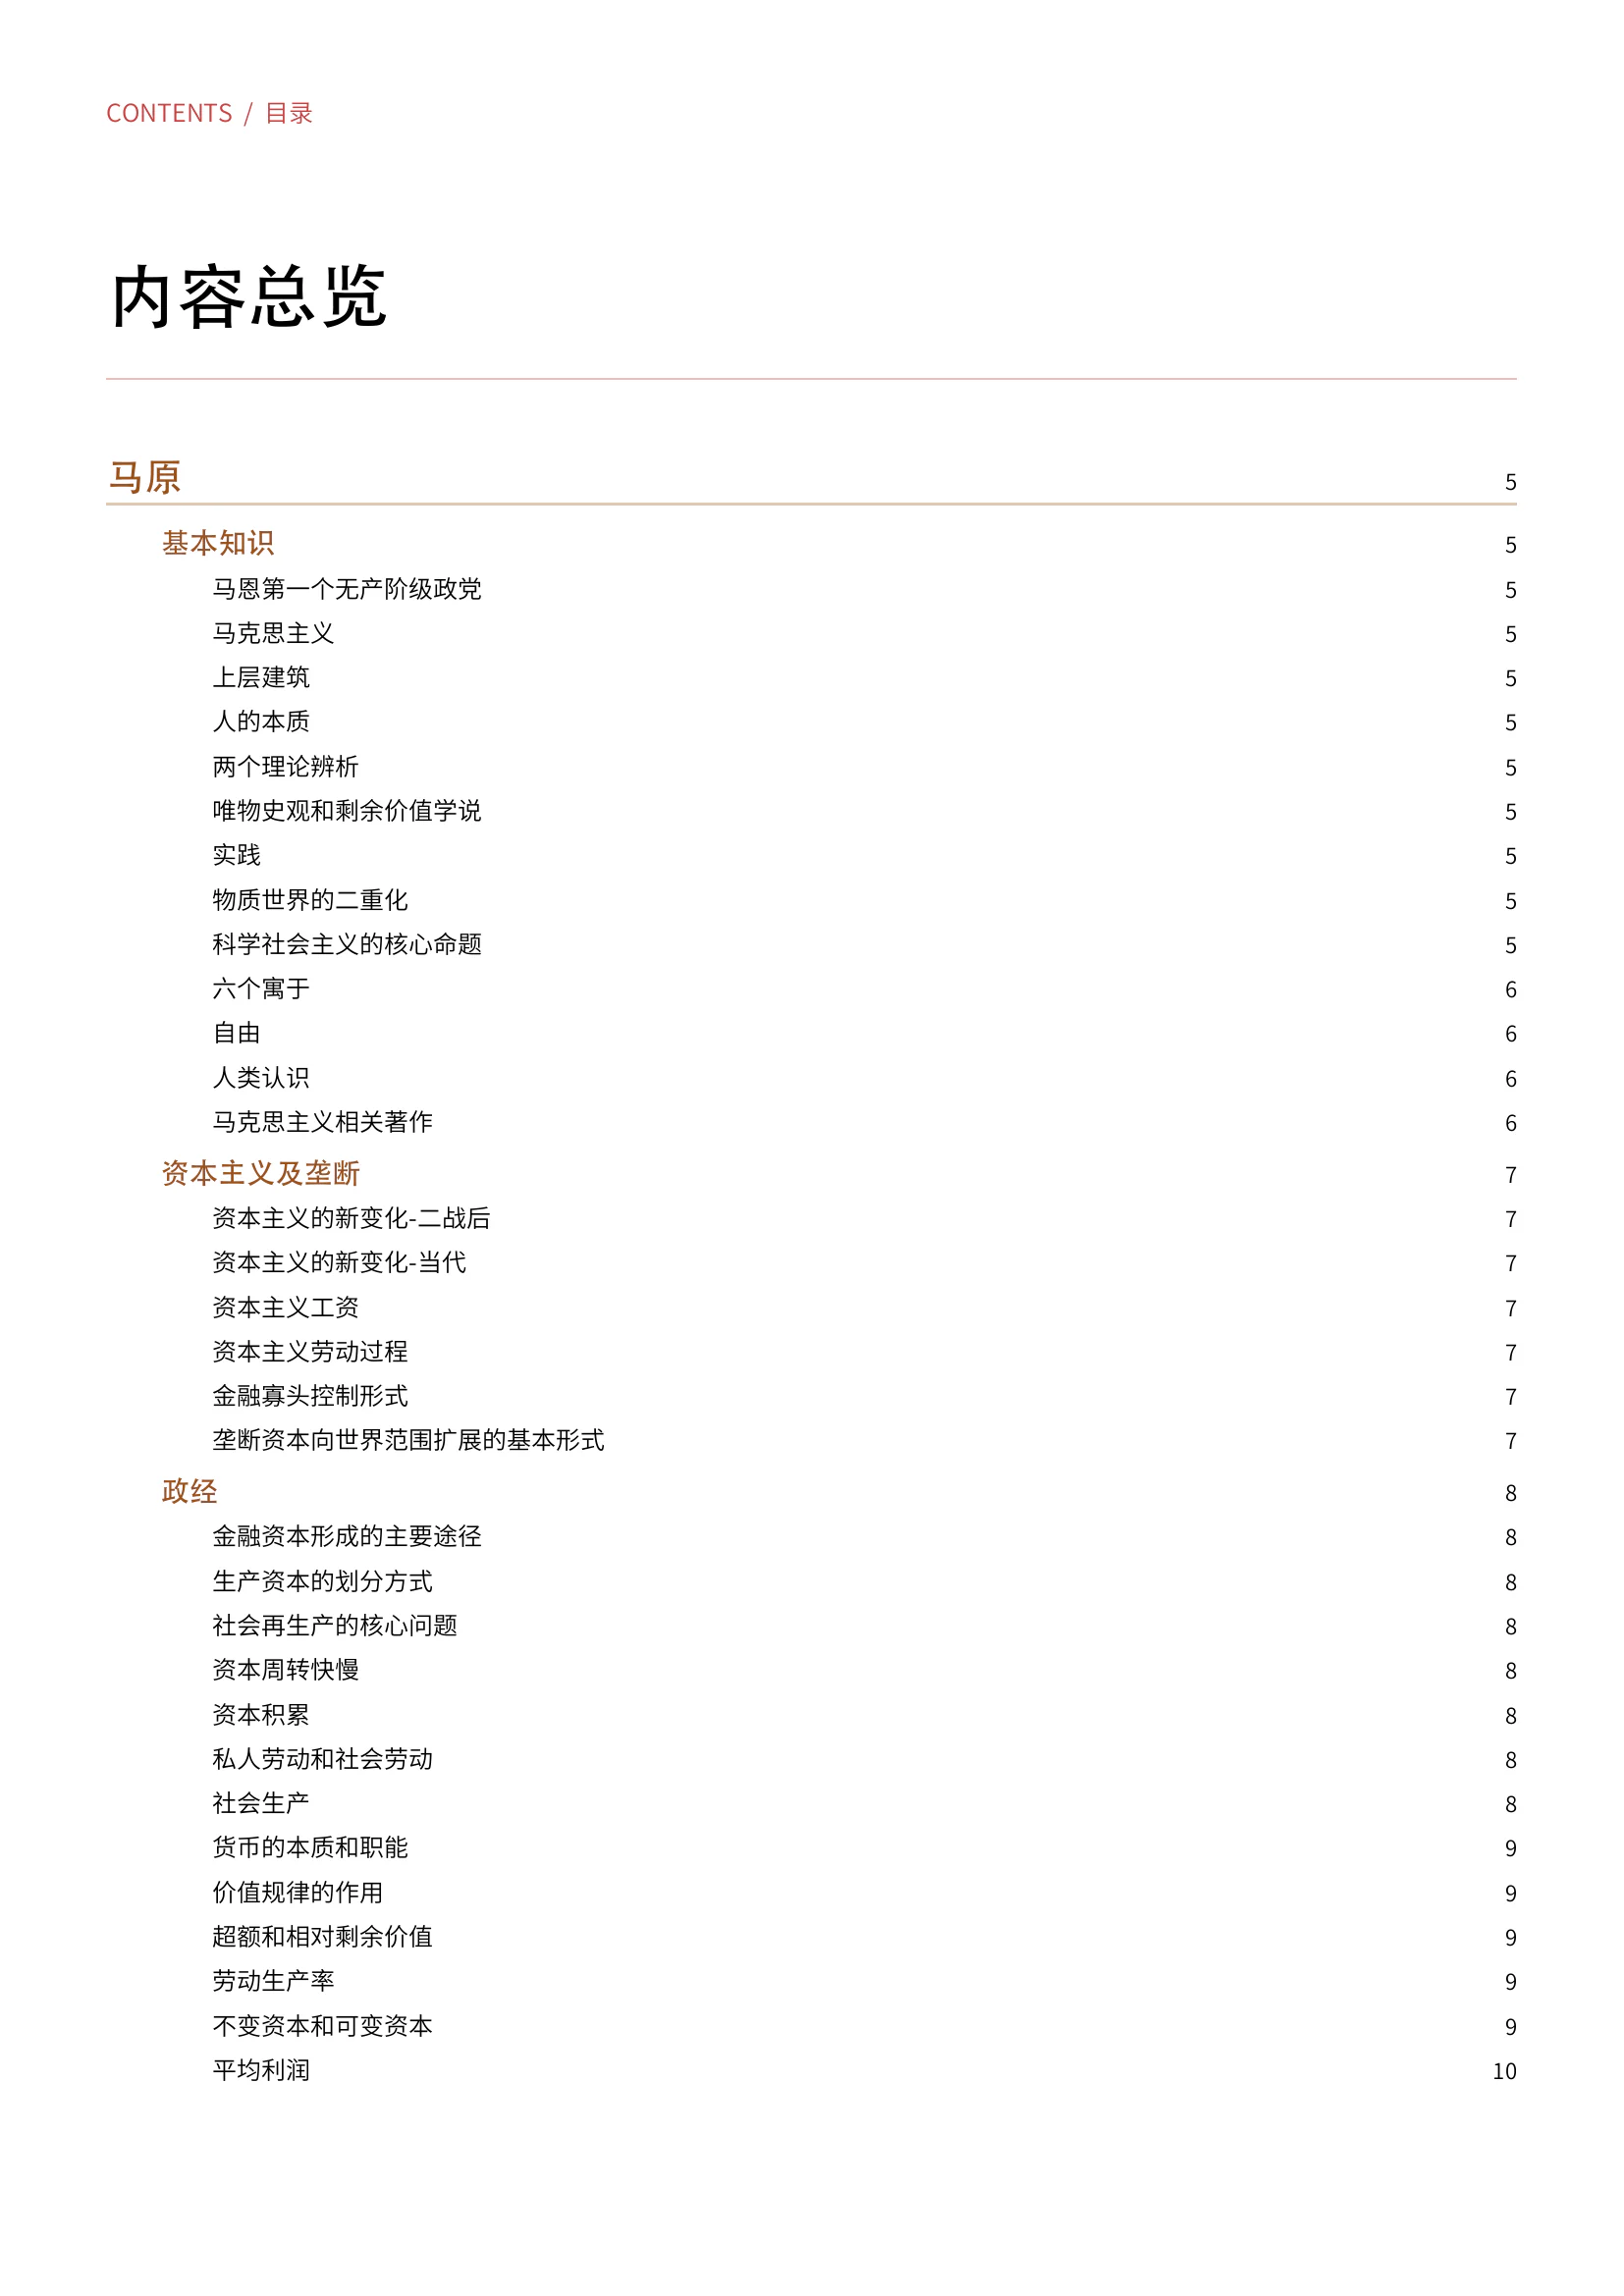 CONTENTS / 目录
内容总览
马原 5
基本知识 5
马恩第一个无产阶级政党 5
马克思主义 5
上层建筑 5
人的本质 5
两个理论辨析 5
唯物史观和剩余价值学说 5
实践 5
物质世界的二重化 5
科学社会主义的核心命题 5
六个寓于 6
自由 6
人类认识 6
马克思主义相关著作 6
资本主义及垄断 7
资本主义的新变化-二战后 7
资本主义的新变化-当代 7
资本主义工资 7
资本主义劳动过程 7
金融寡头控制形式 7
垄断资本向世界范围扩展的基本形式 7
政经 8
金融资本形成的主要途径 8
生产资本的划分方式 8
社会再生产的核心问题 8
资本周转快慢 8
资本积累 8
私人劳动和社会劳动 8
社会生产 8
货币的本质和职能 9
价值规律的作用 9
超额和相对剩余价值 9
劳动生产率 9
不变资本和可变资本 9
平均利润 10